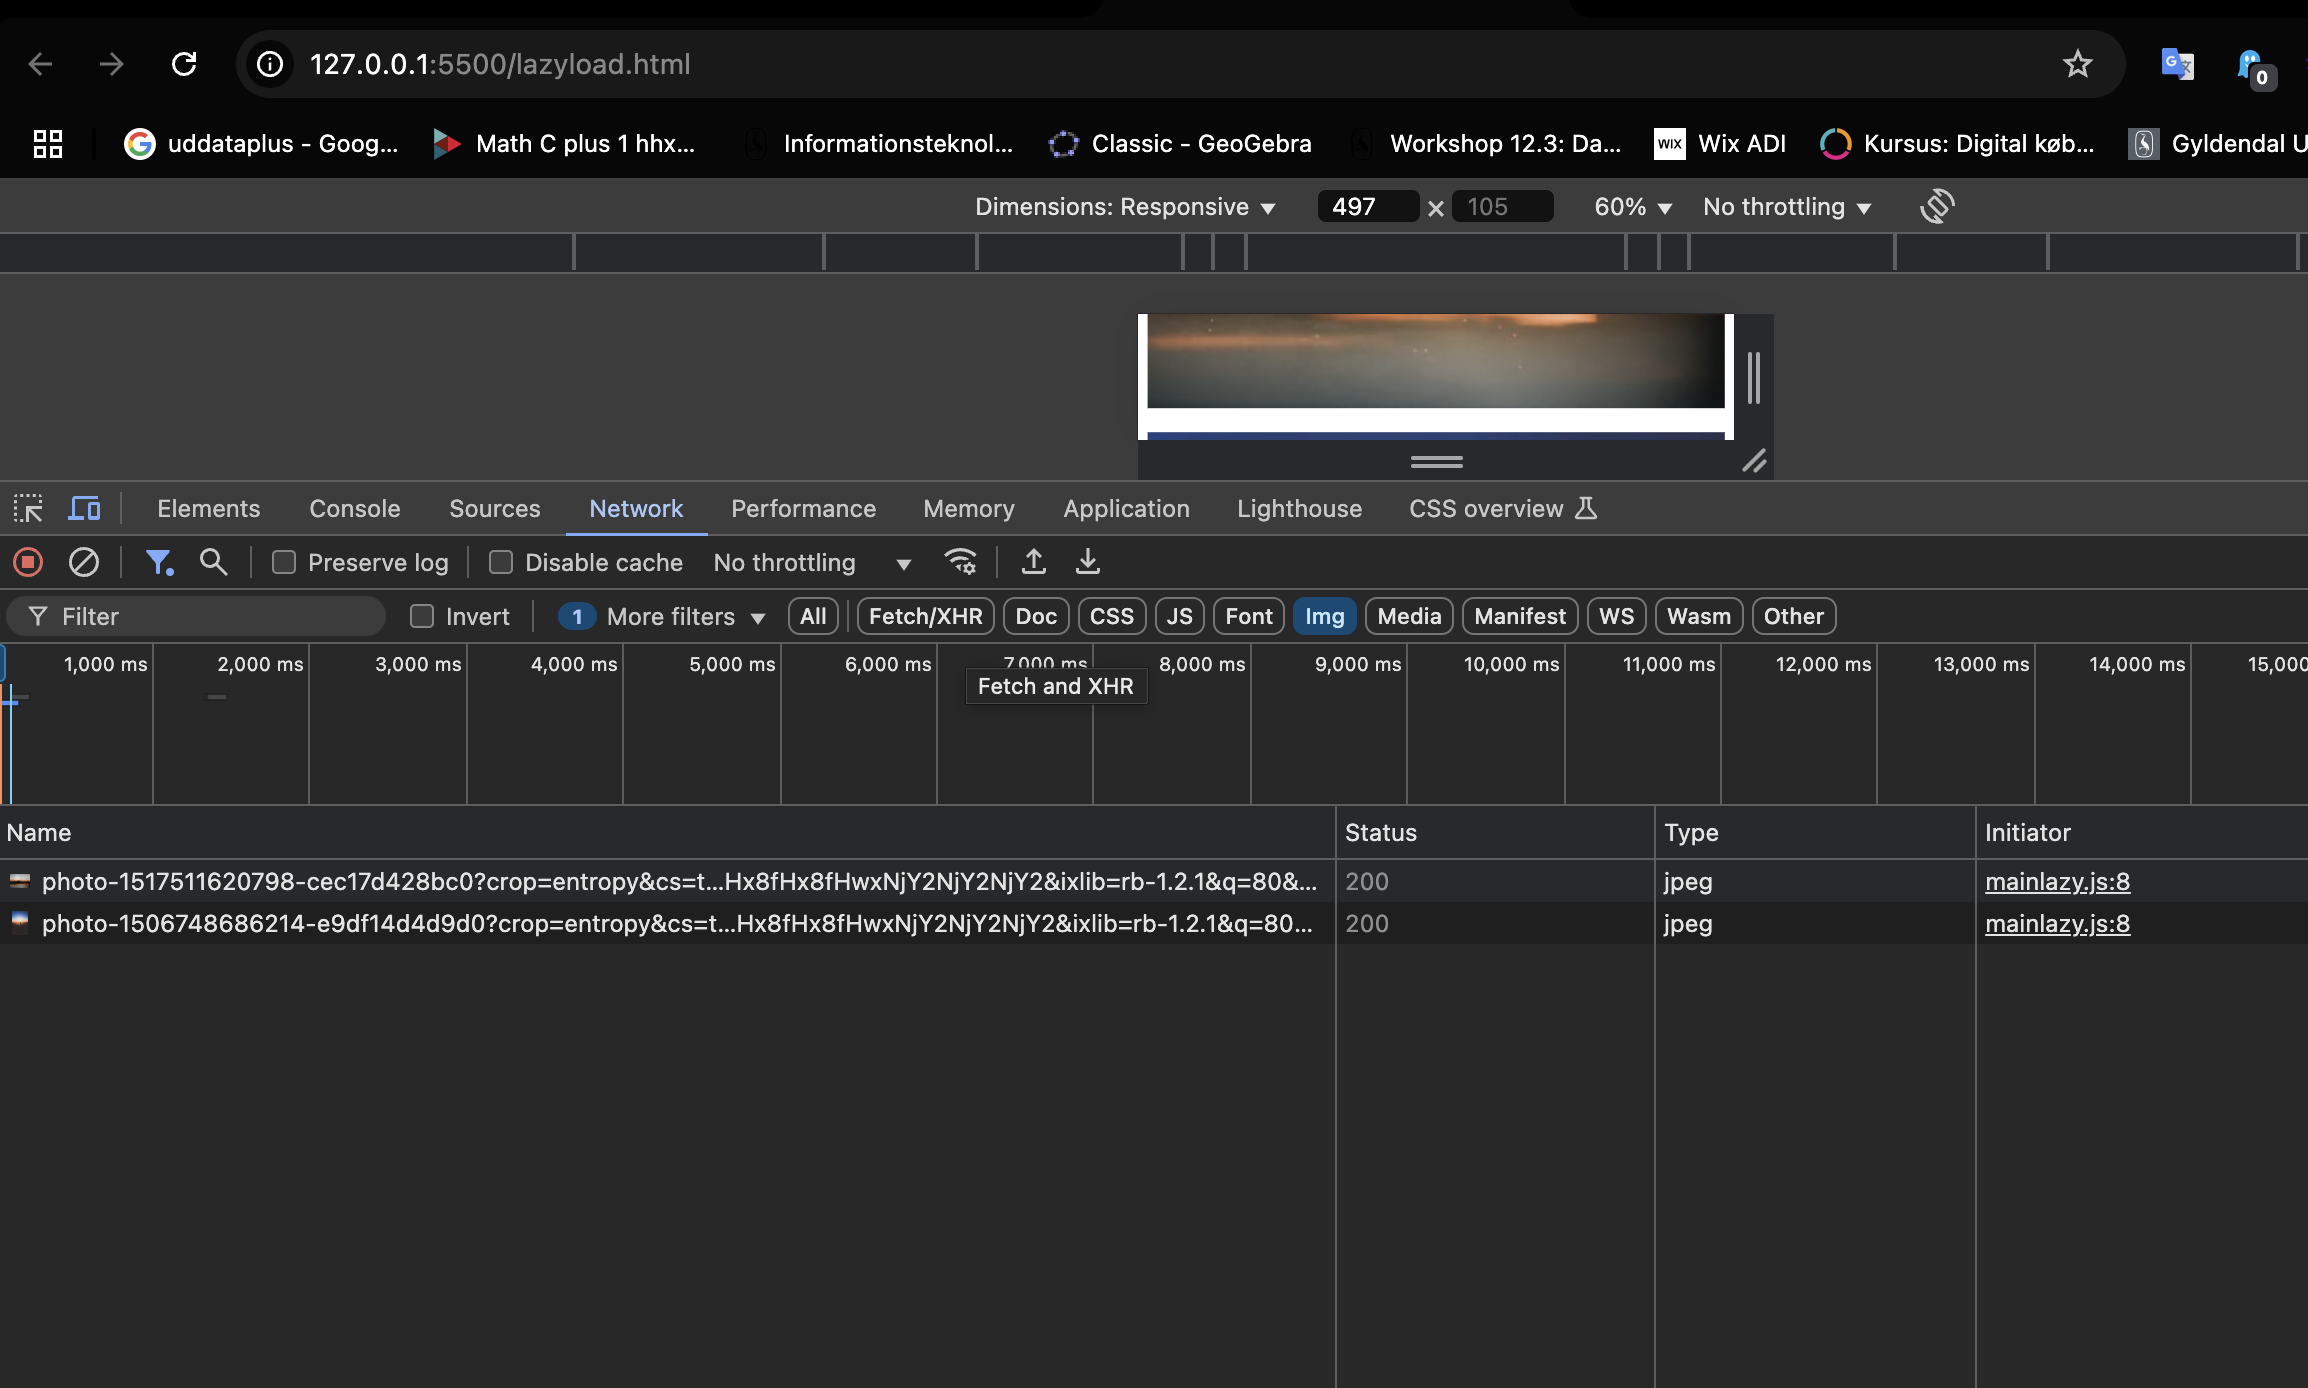 127.0.0.1:5500/lazyload.html
0
uddataplus - Goog... Math C plus 1 hhx... Informationsteknol... Classic - GeoGebra Workshop 12.3: Da... WIX Wix ADI Kursus: Digital køb... Gyldendal U
Dimensions: Responsive 497 × 105 60% No throttling
Elements Console Sources Network Performance Memory Application Lighthouse CSS overview
Preserve log Disable cache No throttling
Filter Invert 1 More filters All Fetch/XHR Doc CSS JS Font Img Media Manifest WS Wasm Other
1,000 ms 2,000 ms 3,000 ms 4,000 ms 5,000 ms 6,000 ms 7,000 ms 8,000 ms 9,000 ms 10,000 ms 11,000 ms 12,000 ms 13,000 ms 14,000 ms 15,000
Fetch and XHR
Name Status Type Initiator
photo-1517511620798-cec17d428bc0?crop=entropy&cs=t...Hx8fHx8fHwxNjY2NjY2NjY2&ixlib=rb-1.2.1&q=80&... 200 jpeg mainlazy.js:8
photo-1506748686214-e9df14d4d9d0?crop=entropy&cs=t...Hx8fHx8fHwxNjY2NjY2NjY2&ixlib=rb-1.2.1&q=80... 200 jpeg mainlazy.js:8